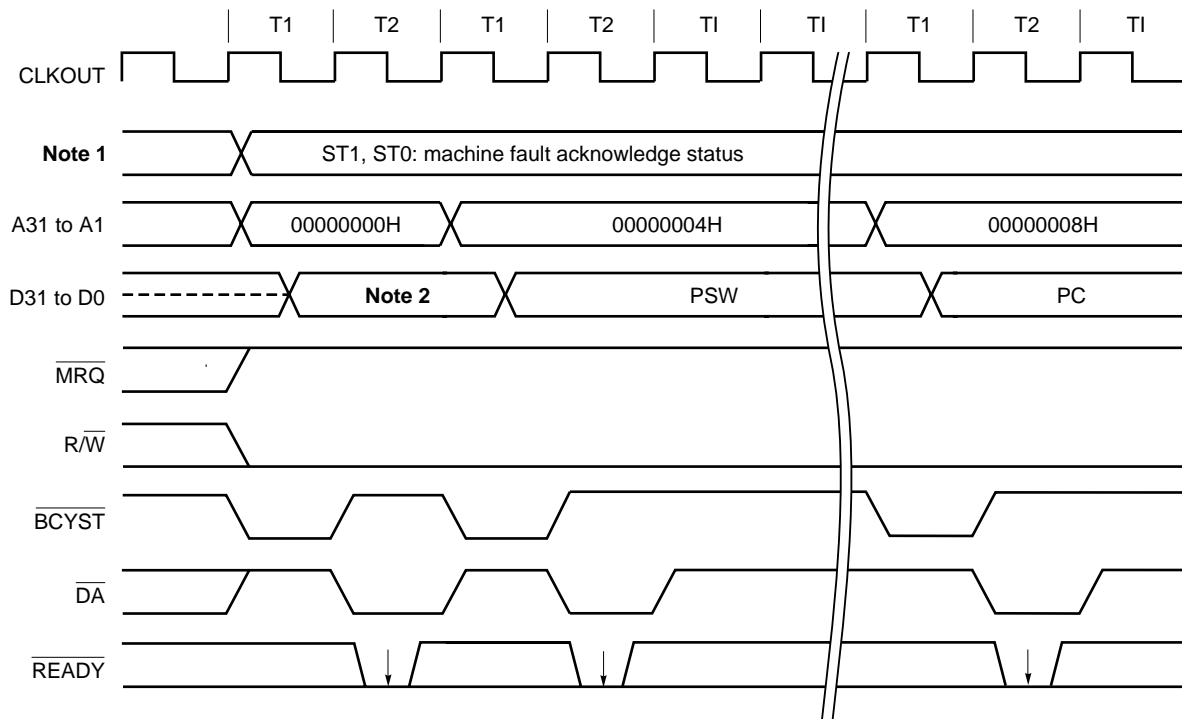 T1 T2 T1 T2 TI TI T1 T2 TI
CLKOUT
Note 1 ST1, ST0: machine fault acknowledge status
A31 to A1 00000000H 00000004H 00000008H
D31 to D0 Note 2 PSW PC
MRQ
R/W
BCYST
DA
READY